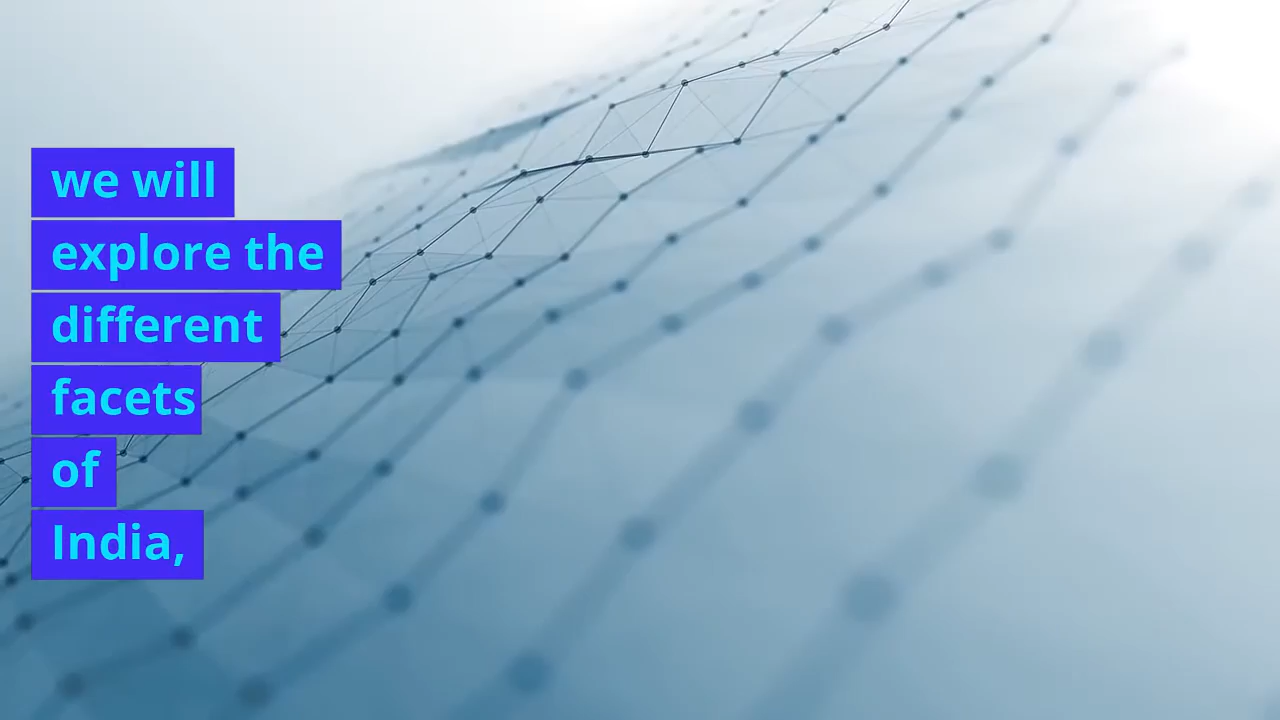 we will
explore the
different
facets
of
India,